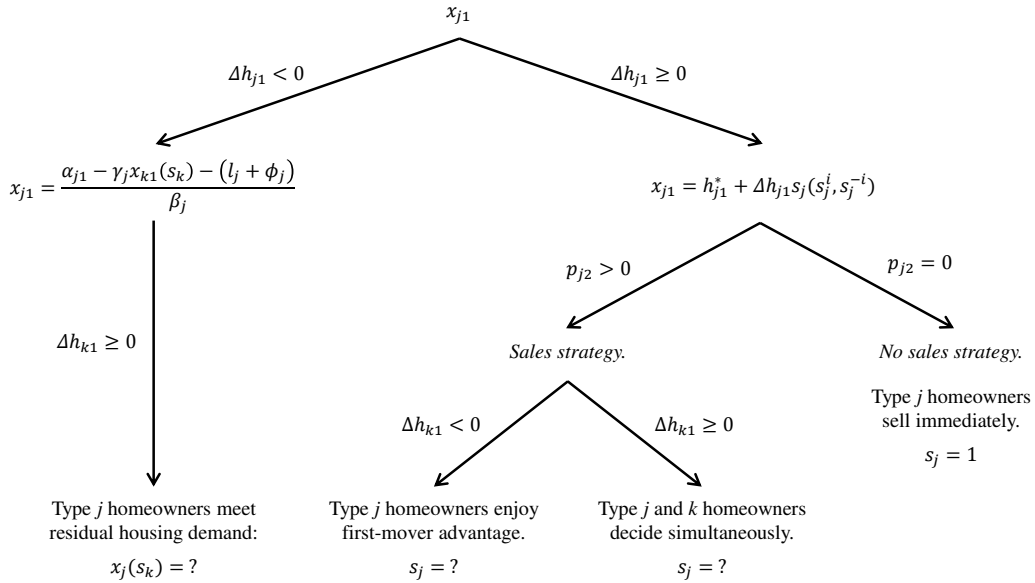 x_{j1}
Δh_{j1} < 0
Δh_{j1} ≥ 0
x_{j1} = \frac{α_{j1} − γ_j x_{k1}(s_k) − (l_j + ϕ_j)}{β_j}
x_{j1} = h^*_{j1} + Δh_{j1} s_j(s^i_j, s^{−i}_j)
p_{j2} > 0
p_{j2} = 0
Δh_{k1} ≥ 0
Sales strategy.
No sales strategy.
Type j homeowners
sell immediately.
s_j = 1
Δh_{k1} < 0
Δh_{k1} ≥ 0
Type j homeowners meet
residual housing demand:
x_j(s_k) = ?
Type j homeowners enjoy
first-mover advantage.
s_j = ?
Type j and k homeowners
decide simultaneously.
s_j = ?